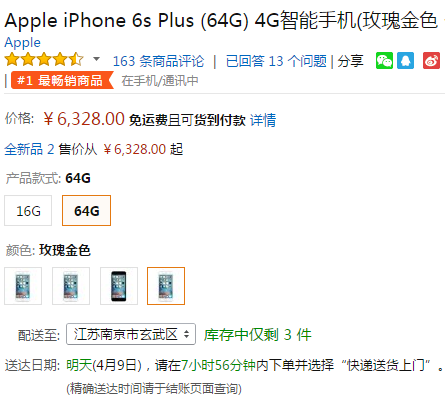 Apple iPhone 6s Plus (64G) 4G智能手机(玫瑰金色
Apple
163 条商品评论 | 已回答 13 个问题 | 分享
| #1 最畅销商品 在手机/通讯中
价格: ￥6,328.00 免运费且可货到付款 详情
全新品 2 售价从 ￥6,328.00 起
产品款式: 64G
16G 64G
颜色: 玫瑰金色
配送至: 江苏南京市玄武区 库存中仅剩 3 件
送达日期: 明天(4月9日)，请在7小时56分钟内下单并选择“快递送货上门”。
(精确送达时间请于结账页面查询)